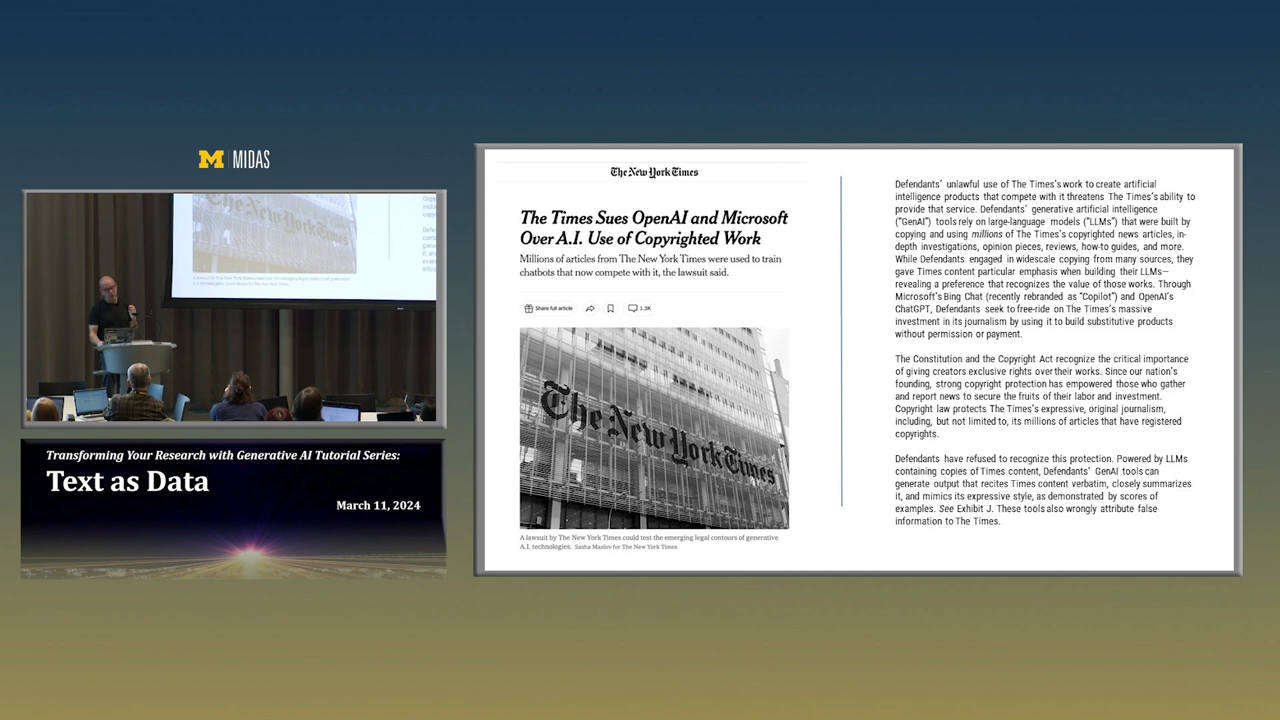 M | MIDAS
The New York Times
Transforming Your Research with Generative AI Tutorial Series:
Text as Data
March 11, 2024
The New York Times
The Times Sues OpenAI and Microsoft
Over A.I. Use of Copyrighted Work
Millions of articles from The New York Times were used to train
chatbots that now compete with it, the lawsuit said.
Share full article
1.3K
The New York Times
A lawsuit by The New York Times could test the emerging legal contours of generative
A.I. technologies. Sasha Maslov for The New York Times
Defendants' unlawful use of The Times's work to create artificial
intelligence products that compete with it threatens The Times's ability to
provide that service. Defendants' generative artificial intelligence
("GenAI") tools rely on large-language models ("LLMs") that were built by
copying and using millions of The Times's copyrighted news articles, in-
depth investigations, opinion pieces, reviews, how-to guides, and more.
While Defendants engaged in widescale copying from many sources, they
gave Times content particular emphasis when building their LLMs—
revealing a preference that recognizes the value of those works. Through
Microsoft's Bing Chat (recently rebranded as "Copilot") and OpenAI's
ChatGPT, Defendants seek to free-ride on The Times's massive
investment in its journalism by using it to build substitutive products
without permission or payment.
The Constitution and the Copyright Act recognize the critical importance
of giving creators exclusive rights over their works. Since our nation's
founding, strong copyright protection has empowered those who gather
and report news to secure the fruits of their labor and investment.
Copyright law protects The Times's expressive, original journalism,
including, but not limited to, its millions of articles that have registered
copyrights.
Defendants have refused to recognize this protection. Powered by LLMs
containing copies of Times content, Defendants' GenAI tools can
generate output that recites Times content verbatim, closely summarizes
it, and mimics its expressive style, as demonstrated by scores of
examples. See Exhibit J. These tools also wrongly attribute false
information to The Times.